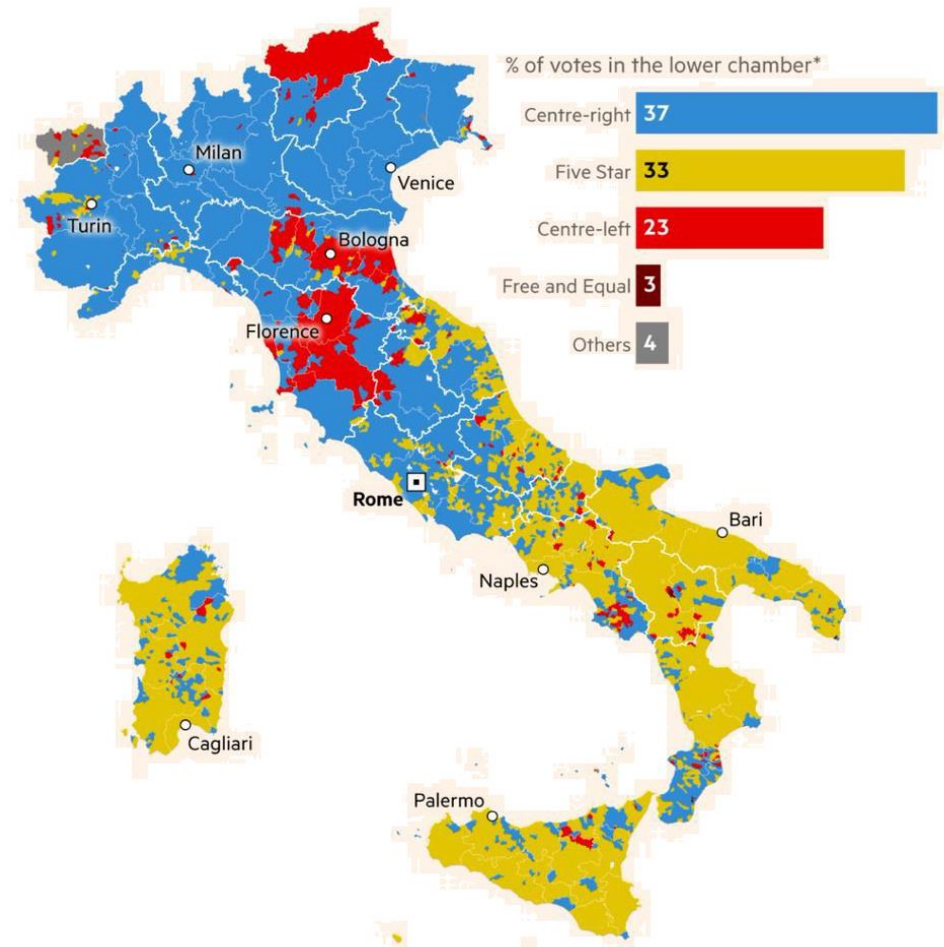 % of votes in the lower chamber*
Centre-right 37
Five Star 33
Centre-left 23
Free and Equal 3
Others 4
Milan
Venice
Turin
Bologna
Florence
Rome
Bari
Naples
Cagliari
Palermo